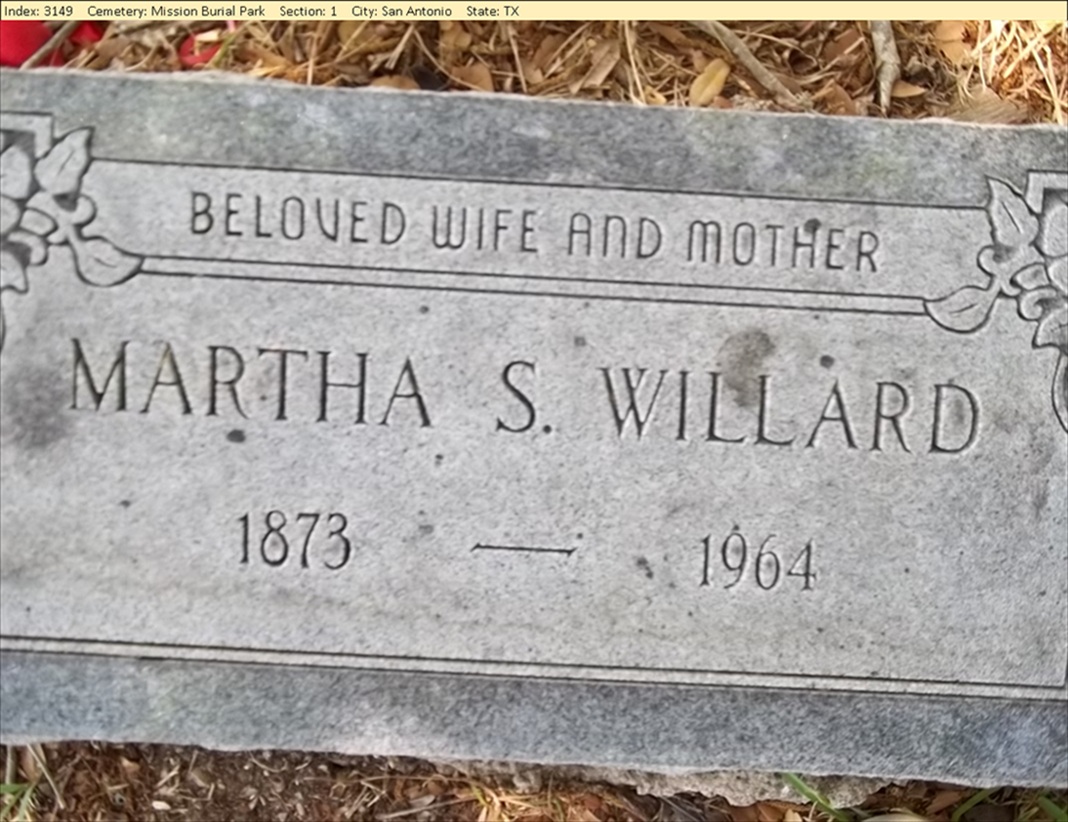 Index: 3149 Cemetery: Mission Burial Park Section: 1 City: San Antonio State: TX
BELOVED WIFE AND MOTHER
MARTHA S. WILLARD
1873 — 1964